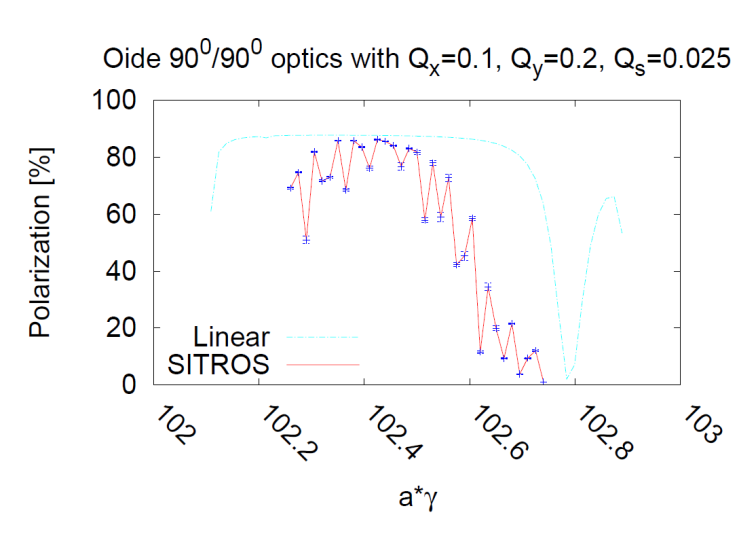 Oide 90⁰/90⁰ optics with Qₓ=0.1, Q_y=0.2, Qₛ=0.025
100
80
60
40
20
0
Polarization [%]
Linear
SITROS
102
102.2
102.4
102.6
102.8
103
a*γ